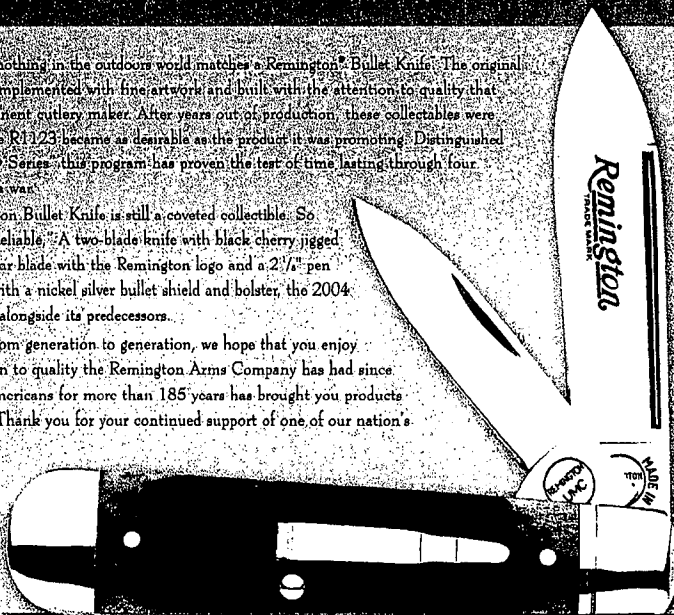 nothing in the outdoors world matches a Remington® Bullet Knife. The original
mplemented with fine artwork and built with the attention to quality that
nent cutlery maker. After years out of production, these collectables were
R1123 became as desirable as the product it was promoting. Distinguished
Series" this program has proven the test of time lasting through four
war.
on Bullet Knife is still a coveted collectible. So
eliable. A two-blade knife with black cherry jigged
ar blade with the Remington logo and a 2 pen
ith a nickel silver bullet shield and bolster, the 2004
alongside its predecessors.
om generation to generation, we hope that you enjoy
n to quality the Remington Arms Company has had since
mericans for more than 185 years has brought you products
Thank you for your continued support of one of our nation's
Remington
TRADE MARK
REMINGTON
UMC
MADE IN